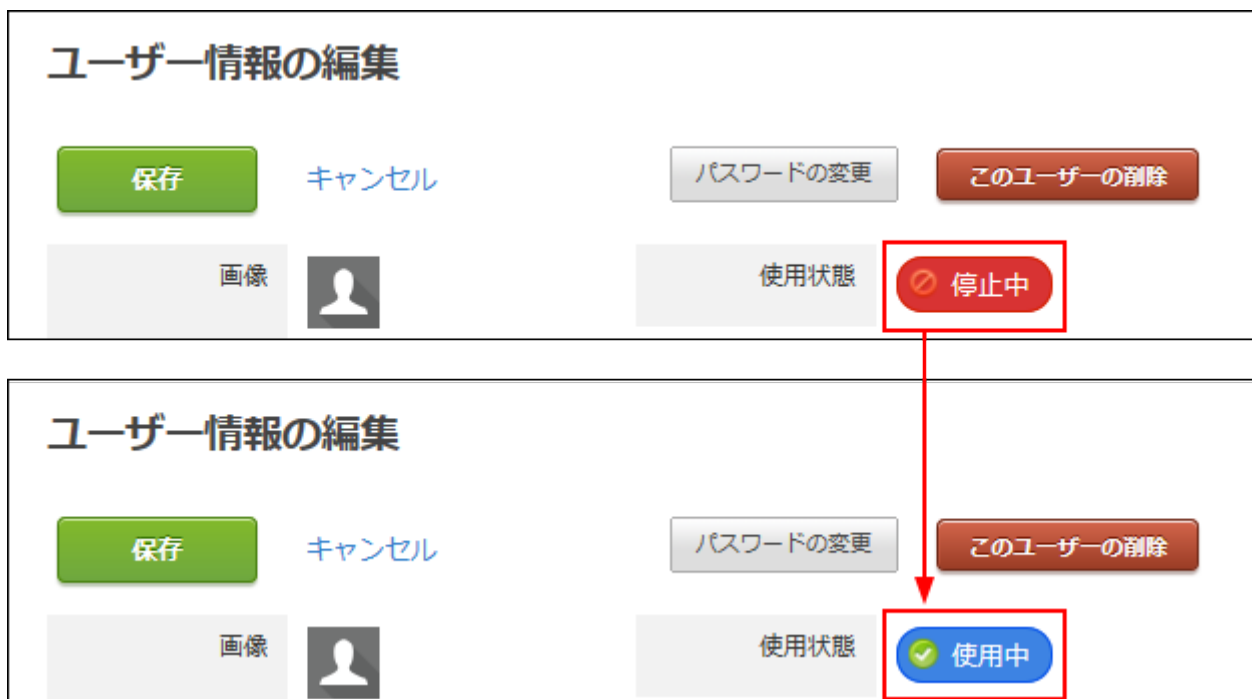 ユーザー情報の編集
保存 キャンセル パスワードの変更 このユーザーの削除
画像 使用状態 停止中
ユーザー情報の編集
保存 キャンセル パスワードの変更 このユーザーの削除
画像 使用状態 使用中